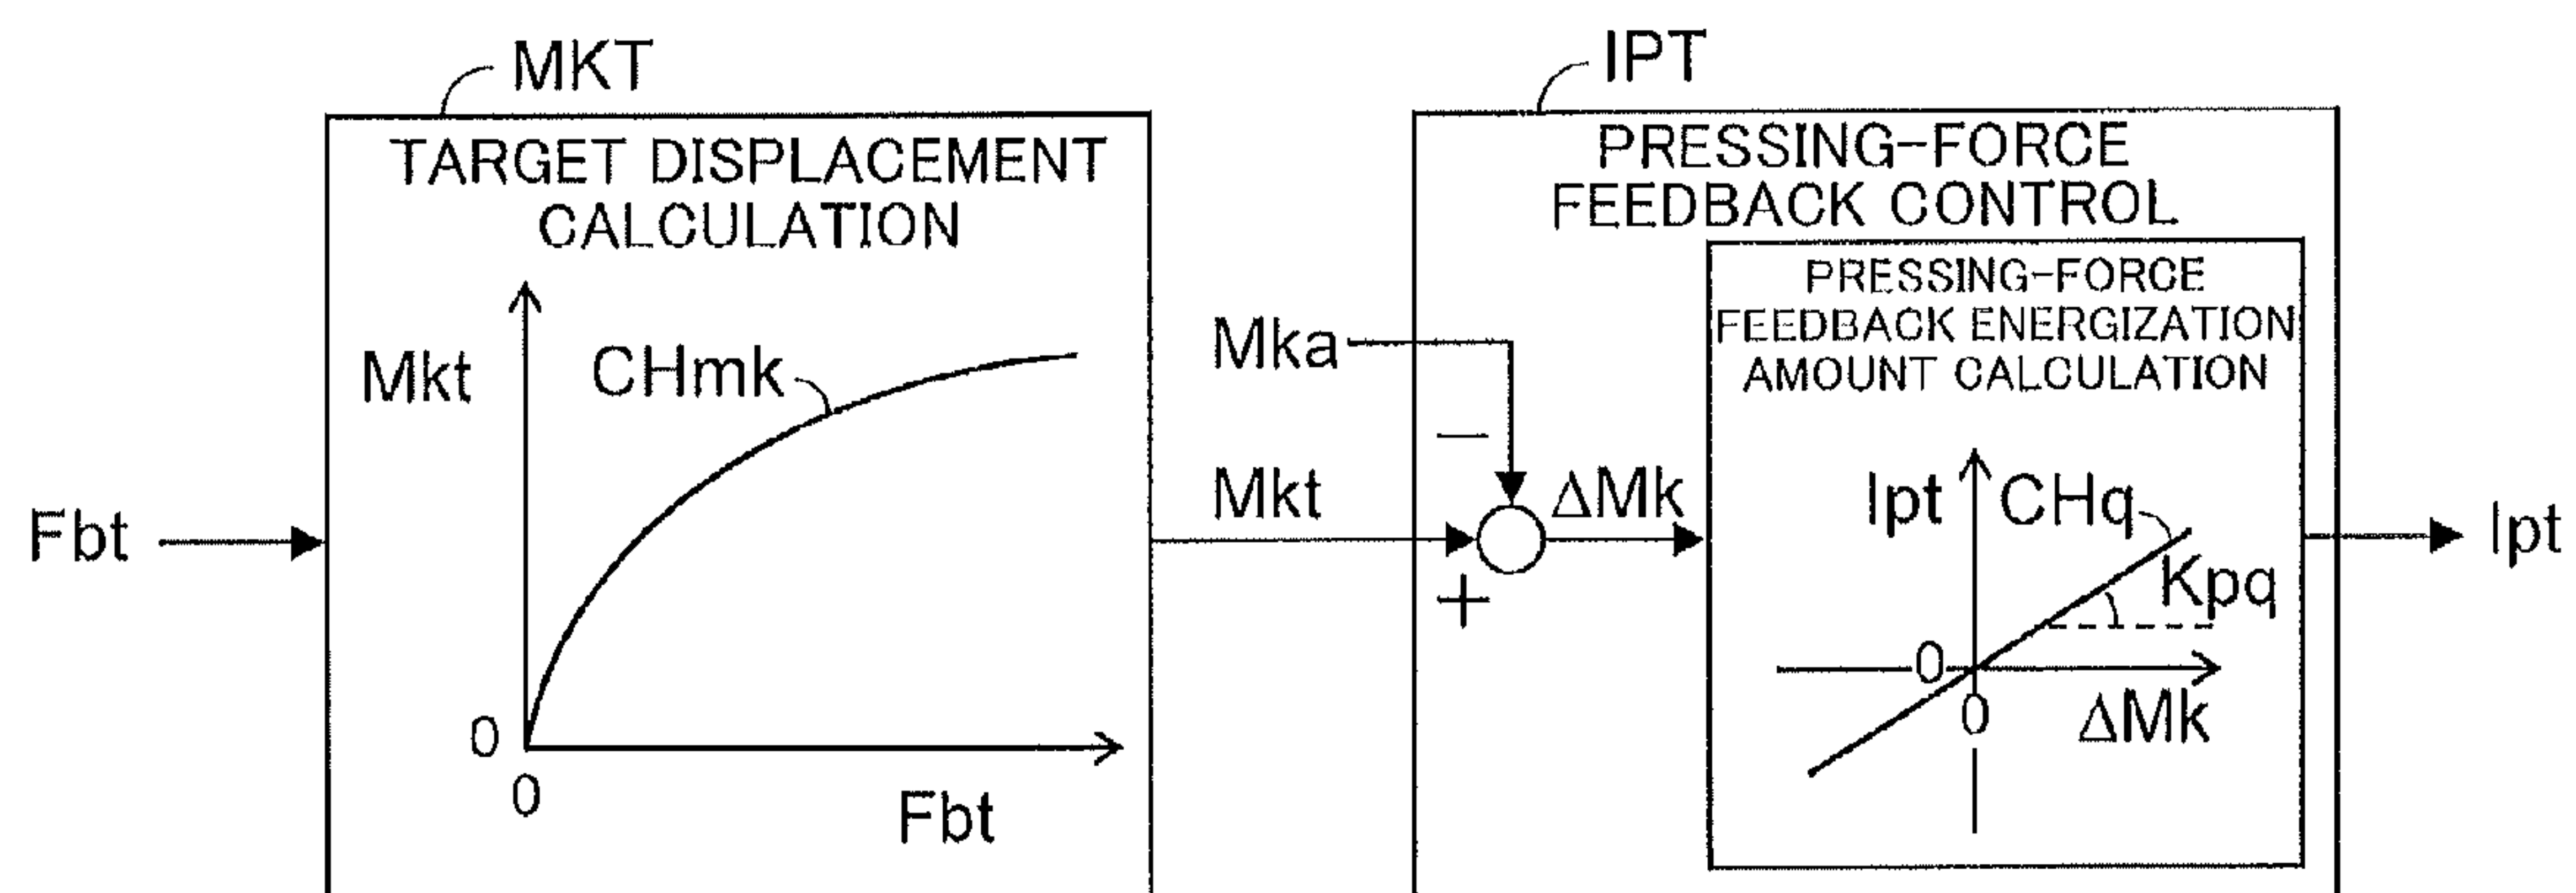 MKT
TARGET DISPLACEMENT
CALCULATION
Mkt
CHmk
0
0
Fbt
Fbt
IPT
PRESSING-FORCE
FEEDBACK CONTROL
Mka
−
Mkt
+
ΔMk
PRESSING-FORCE
FEEDBACK ENERGIZATION
AMOUNT CALCULATION
Ipt
CHq
Kpq
0
0
ΔMk
Ipt